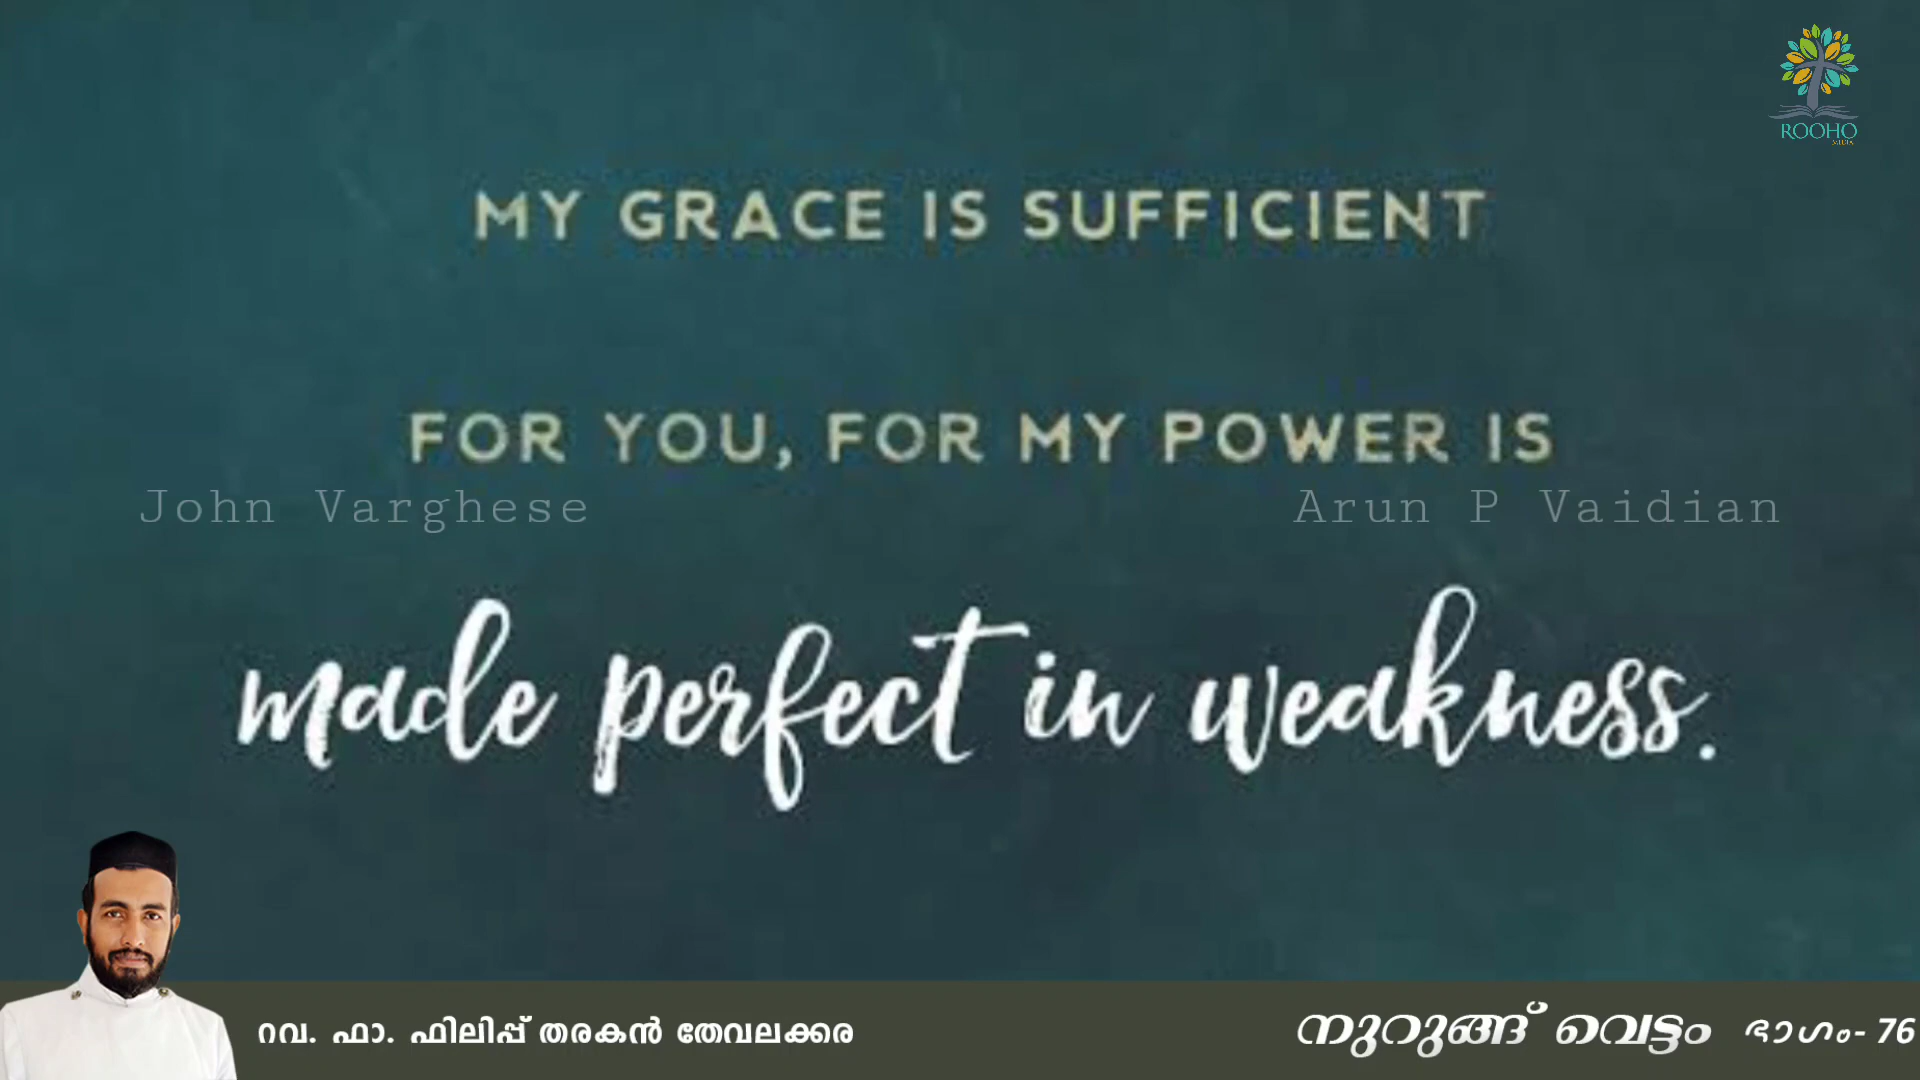 ROOHO
MEDIA
MY GRACE IS SUFFICIENT
FOR YOU, FOR MY POWER IS
John Varghese
Arun P Vaidian
made perfect in weakness.
റവ. ഫാ. ഫിലിപ്പ് തരകൻ തേവലക്കര
നുറുങ്ങ് വെട്ടം ഭാഗം- 76